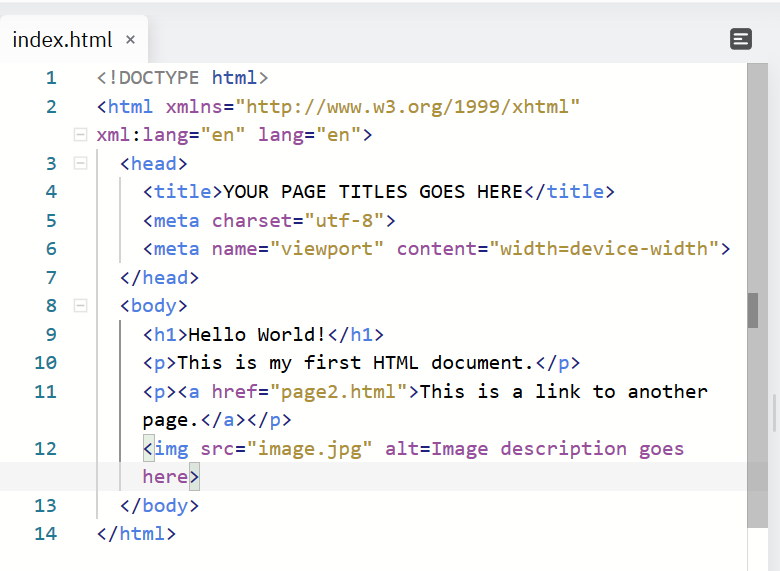 index.html ×
1 <!DOCTYPE html>
2 <html xmlns="http://www.w3.org/1999/xhtml"
xml:lang="en" lang="en">
3 <head>
4 <title>YOUR PAGE TITLES GOES HERE</title>
5 <meta charset="utf-8">
6 <meta name="viewport" content="width=device-width">
7 </head>
8 <body>
9 <h1>Hello World!</h1>
10 <p>This is my first HTML document.</p>
11 <p><a href="page2.html">This is a link to another
page.</a></p>
12 <img src="image.jpg" alt=Image description goes
here>
13 </body>
14 </html>